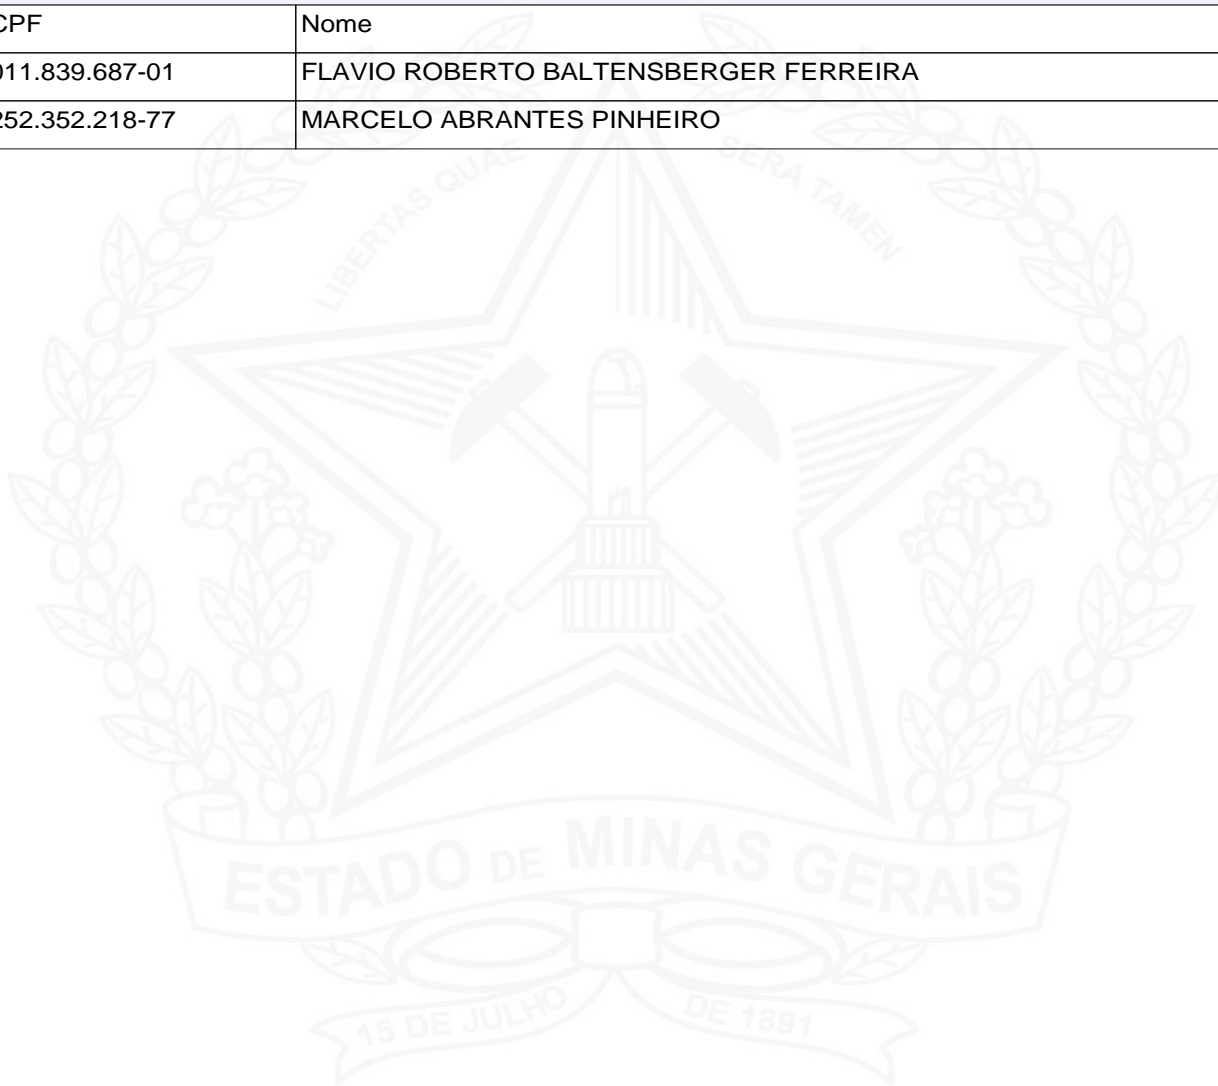 CPF Nome
011.839.687-01 FLAVIO ROBERTO BALTENSBERGER FERREIRA
252.352.218-77 MARCELO ABRANTES PINHEIRO
LIBERTAS QUAE SERA TAMEN
ESTADO DE MINAS GERAIS
15 DE JULHO DE 1891